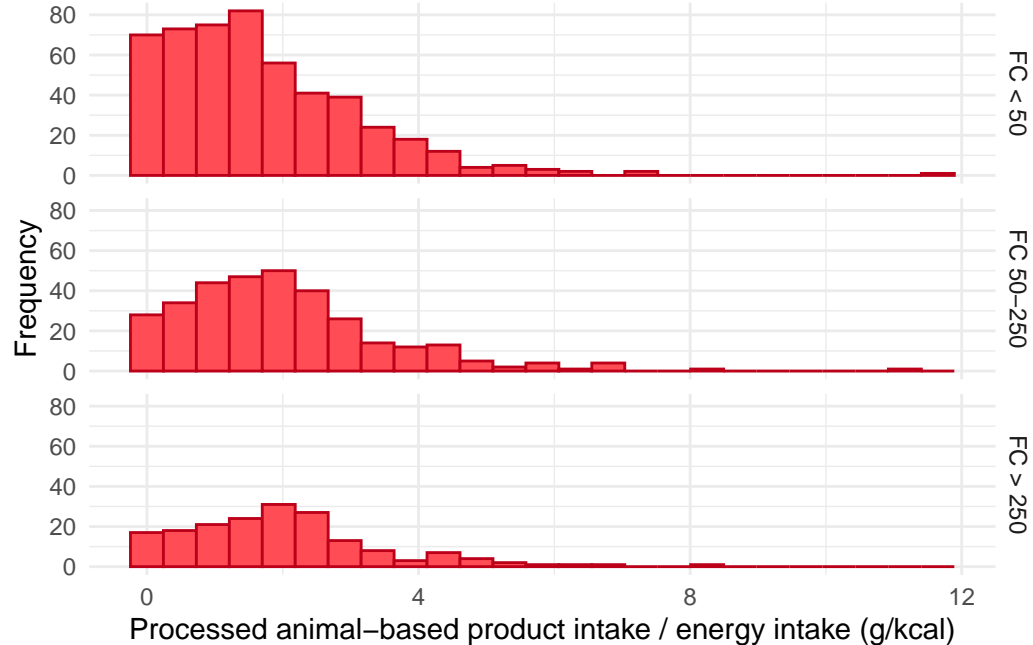 80
60
40
20
0
FC < 50
80
60
40
20
0
FC 50−250
80
60
40
20
0
FC > 250
Frequency
0 4 8 12
Processed animal−based product intake / energy intake (g/kcal)